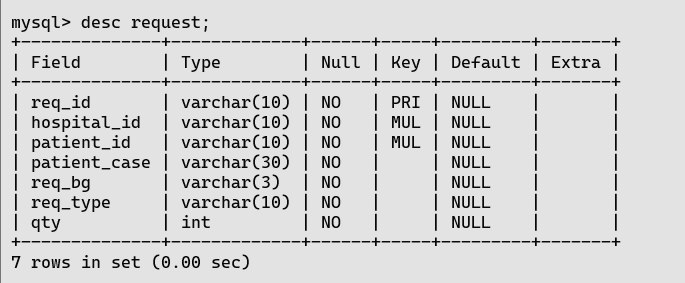 mysql> desc request;
+--------------+-------------+------+-----+---------+-------+
| Field        | Type        | Null | Key | Default | Extra |
+--------------+-------------+------+-----+---------+-------+
| req_id       | varchar(10) | NO   | PRI | NULL    |       |
| hospital_id  | varchar(10) | NO   | MUL | NULL    |       |
| patient_id   | varchar(10) | NO   | MUL | NULL    |       |
| patient_case | varchar(30) | NO   |     | NULL    |       |
| req_bg       | varchar(3)  | NO   |     | NULL    |       |
| req_type     | varchar(10) | NO   |     | NULL    |       |
| qty          | int         | NO   |     | NULL    |       |
+--------------+-------------+------+-----+---------+-------+
7 rows in set (0.00 sec)